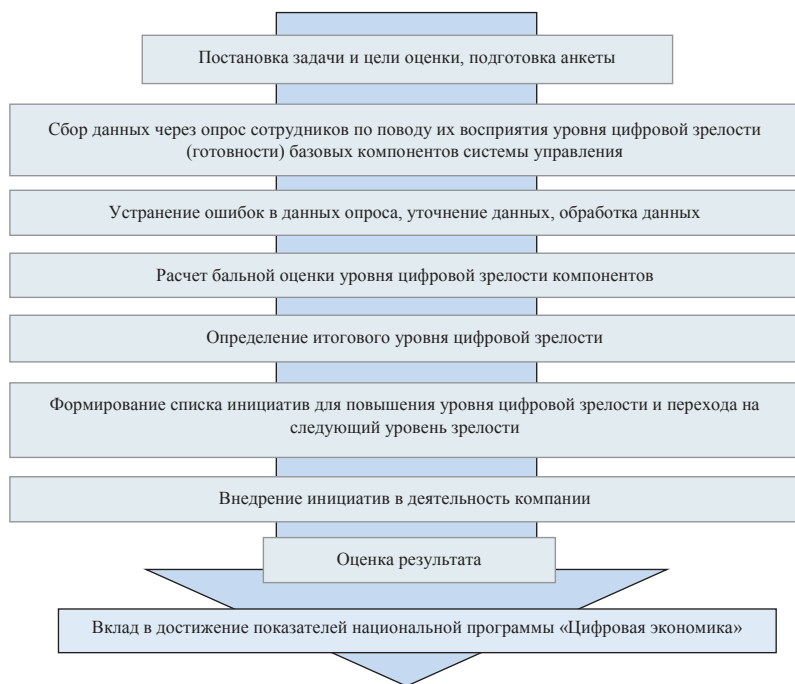 Постановка задачи и цели оценки, подготовка анкеты
Сбор данных через опрос сотрудников по поводу их восприятия уровня цифровой зрелости
(готовности) базовых компонентов системы управления
Устранение ошибок в данных опроса, уточнение данных, обработка данных
Расчет бальной оценки уровня цифровой зрелости компонентов
Определение итогового уровня цифровой зрелости
Формирование списка инициатив для повышения уровня цифровой зрелости и перехода на
следующий уровень зрелости
Внедрение инициатив в деятельность компании
Оценка результата
Вклад в достижение показателей национальной программы «Цифровая экономика»